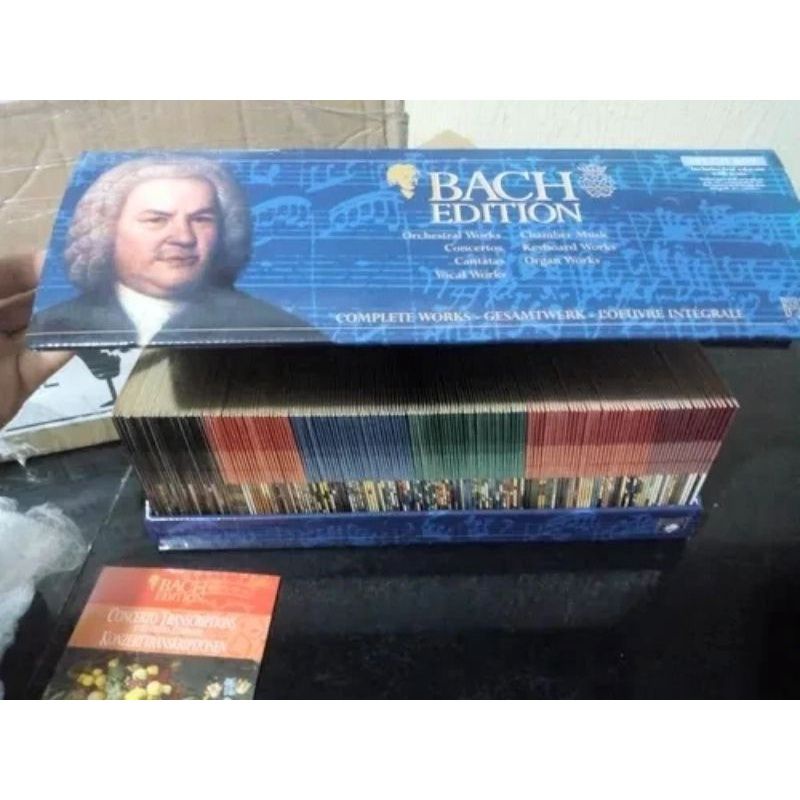 BACH
EDITION
Orchestral Works Chamber Music
Concertos Keyboard Works
Cantatas Organ Works
Vocal Works
COMPLETE WORKS - GESAMTWERK - L'OEUVRE INTÉGRALE
BACH
EDITION
CONCERTO TRANSCRIPTIONS
KONZERTTRANSKRIPTIONEN